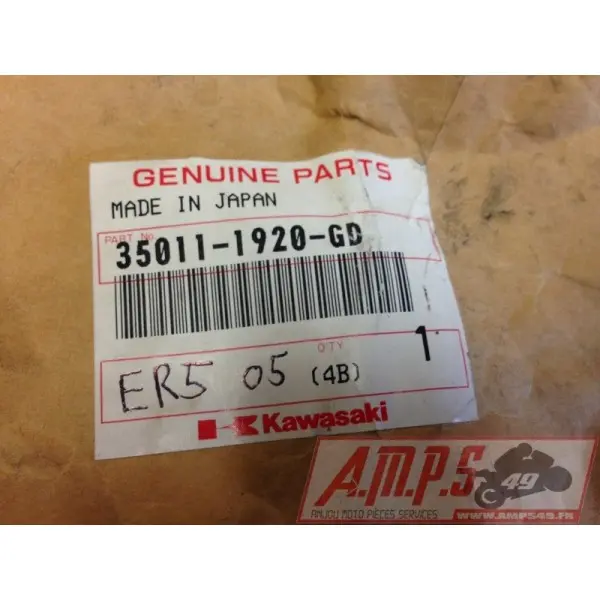 GENUINE PARTS
MADE IN JAPAN
PART No.
35011-1920-GD
QTY
1
ER5 05 (4B)
Kawasaki
A.M.P.S 49
ANJOU MOTO PIECES SERVICES
WWW.AMPS49.FR